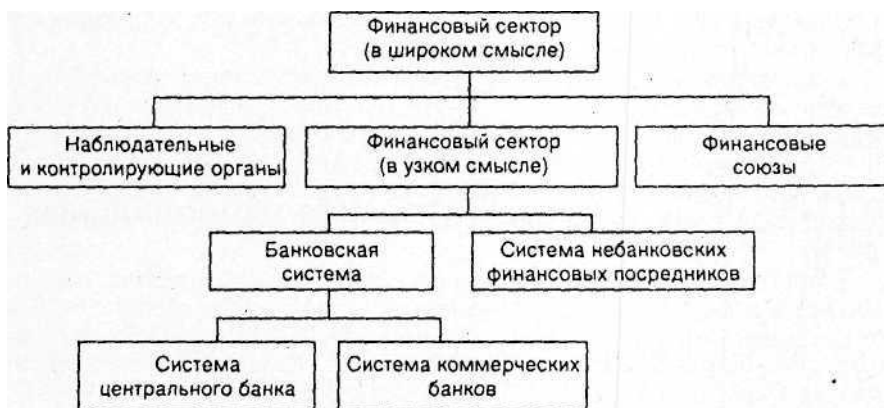 Финансовый сектор
(в широком смысле)
Наблюдательные
и контролирующие органы
Финансовый сектор
(в узком смысле)
Финансовые
союзы
Банковская
система
Система небанковских
финансовых посредников
Система
центрального банка
Система коммерческих
банков